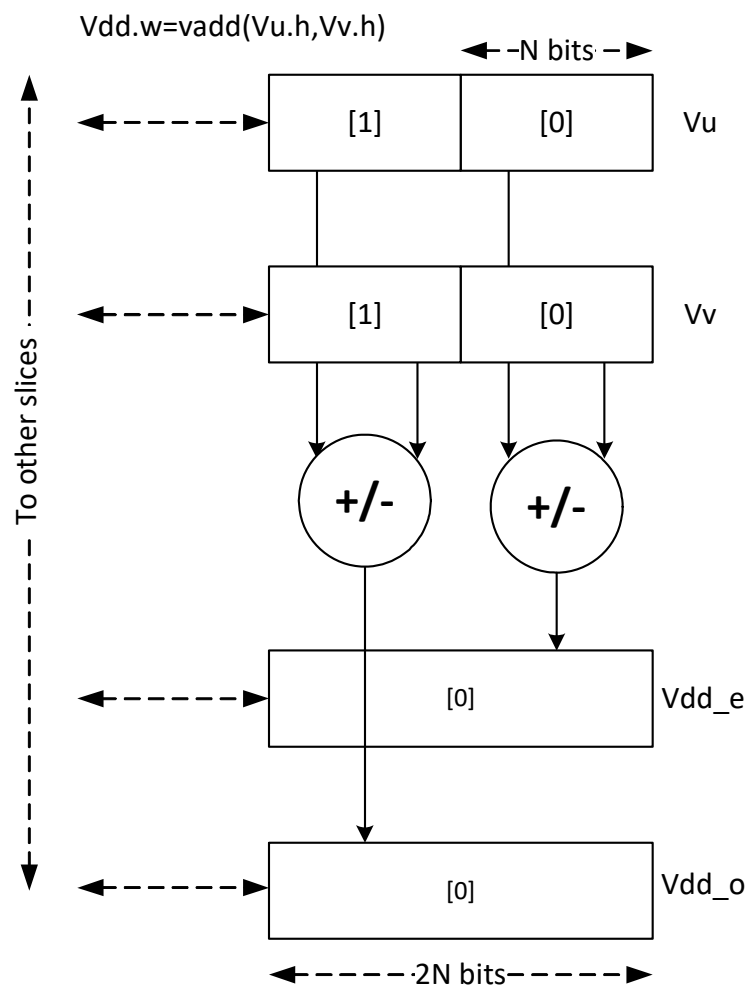 Vdd.w=vadd(Vu.h,Vv.h)
N bits
[1] [0] Vu
[1] [0] Vv
To other slices
+/- +/-
[0] Vdd_e
[0] Vdd_o
2N bits